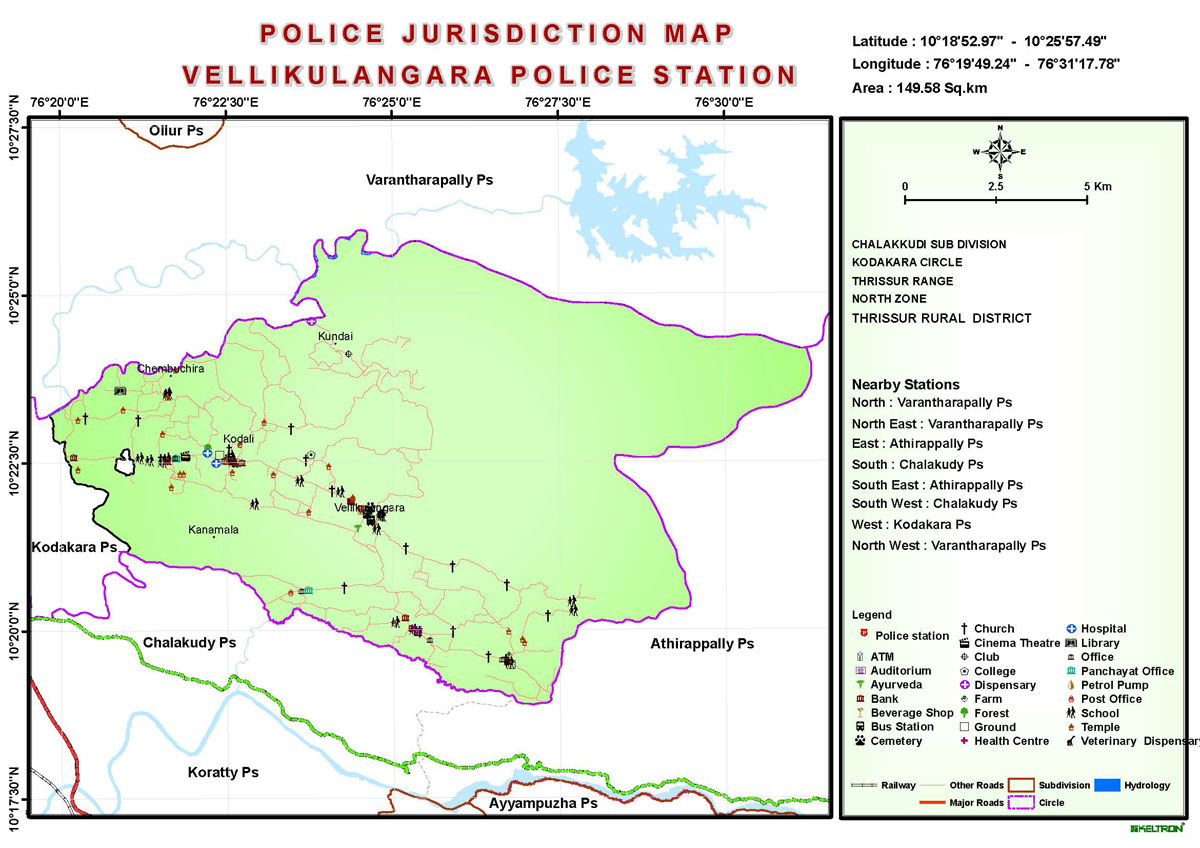 POLICE JURISDICTION MAP
VELLIKULANGARA POLICE STATION
Latitude : 10°18'52.97" - 10°25'57.49"
Longitude : 76°19'49.24" - 76°31'17.78"
Area : 149.58 Sq.km
76°20'0"E 76°22'30"E 76°25'0"E 76°27'30"E 76°30'0"E
10°27'30"N
10°25'0"N
10°22'30"N
10°20'0"N
10°17'30"N
Ollur Ps
Varantharapally Ps
Kundai
Chembuchira
Kodali
Vellikulangara
Kanamala
Kodakara Ps
Chalakudy Ps
Athirappally Ps
Koratty Ps
Ayyampuzha Ps
N
W E
S
0 2.5 5 Km
CHALAKKUDI SUB DIVISION
KODAKARA CIRCLE
THRISSUR RANGE
NORTH ZONE
THRISSUR RURAL DISTRICT
Nearby Stations
North : Varantharapally Ps
North East : Varantharapally Ps
East : Athirappally Ps
South : Chalakudy Ps
South East : Athirappally Ps
South West : Chalakudy Ps
West : Kodakara Ps
North West : Varantharapally Ps
Legend
Police station
ATM
Auditorium
Ayurveda
Bank
Beverage Shop
Bus Station
Cemetery
Church
Cinema Theatre
Club
College
Dispensary
Farm
Forest
Ground
Health Centre
Hospital
Library
Office
Panchayat Office
Petrol Pump
Post Office
School
Temple
Veterinary Dispensary
Railway Other Roads Subdivision Hydrology
Major Roads Circle
KELTRON